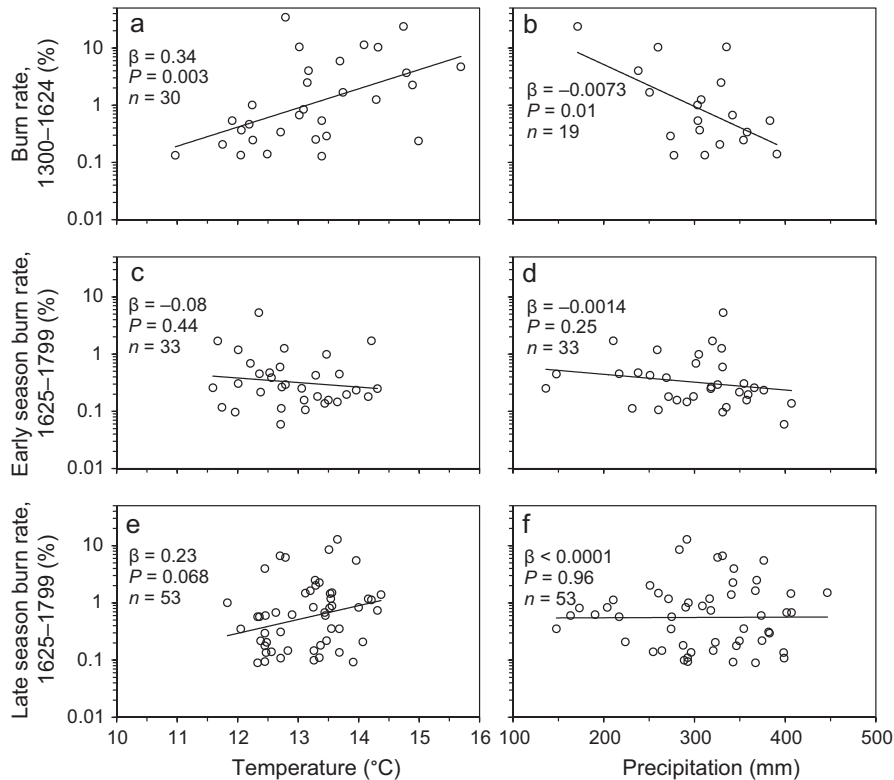 a
β = 0.34
P = 0.003
n = 30
10
1
0.1
0.01
Burn rate,
1300–1624 (%)
b
β = –0.0073
P = 0.01
n = 19
c
β = –0.08
P = 0.44
n = 33
10
1
0.1
0.01
Early season burn rate,
1625–1799 (%)
d
β = –0.0014
P = 0.25
n = 33
e
β = 0.23
P = 0.068
n = 53
10
1
0.1
0.01
Late season burn rate,
1625–1799 (%)
f
β < 0.0001
P = 0.96
n = 53
10 11 12 13 14 15 16
Temperature (°C)
100 200 300 400 500
Precipitation (mm)